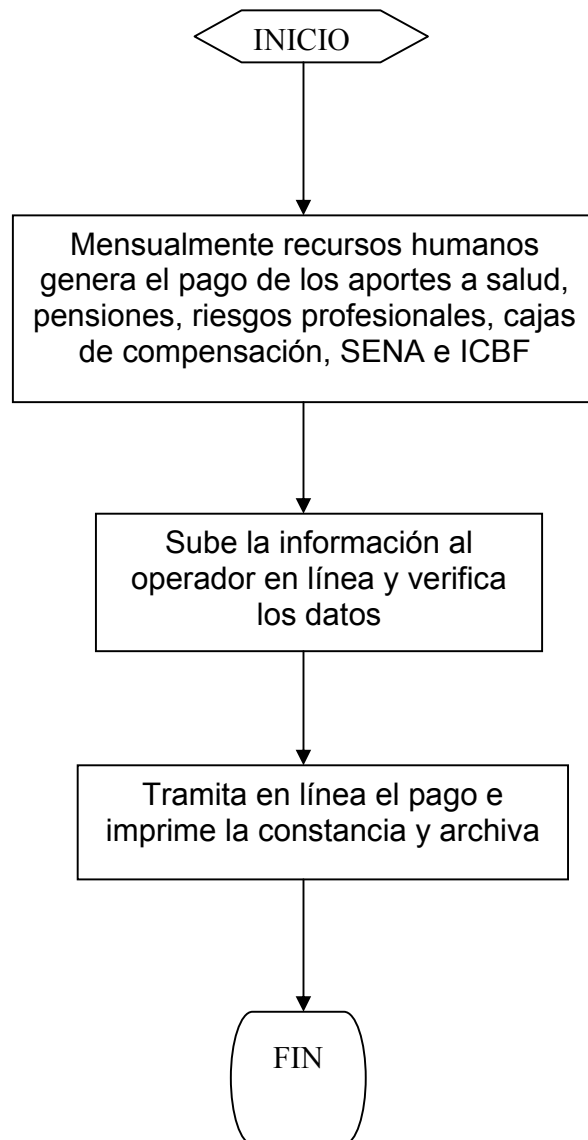 INICIO
Mensualmente recursos humanos
genera el pago de los aportes a salud,
pensiones, riesgos profesionales, cajas
de compensación, SENA e ICBF
Sube la información al
operador en línea y verifica
los datos
Tramita en línea el pago e
imprime la constancia y archiva
FIN